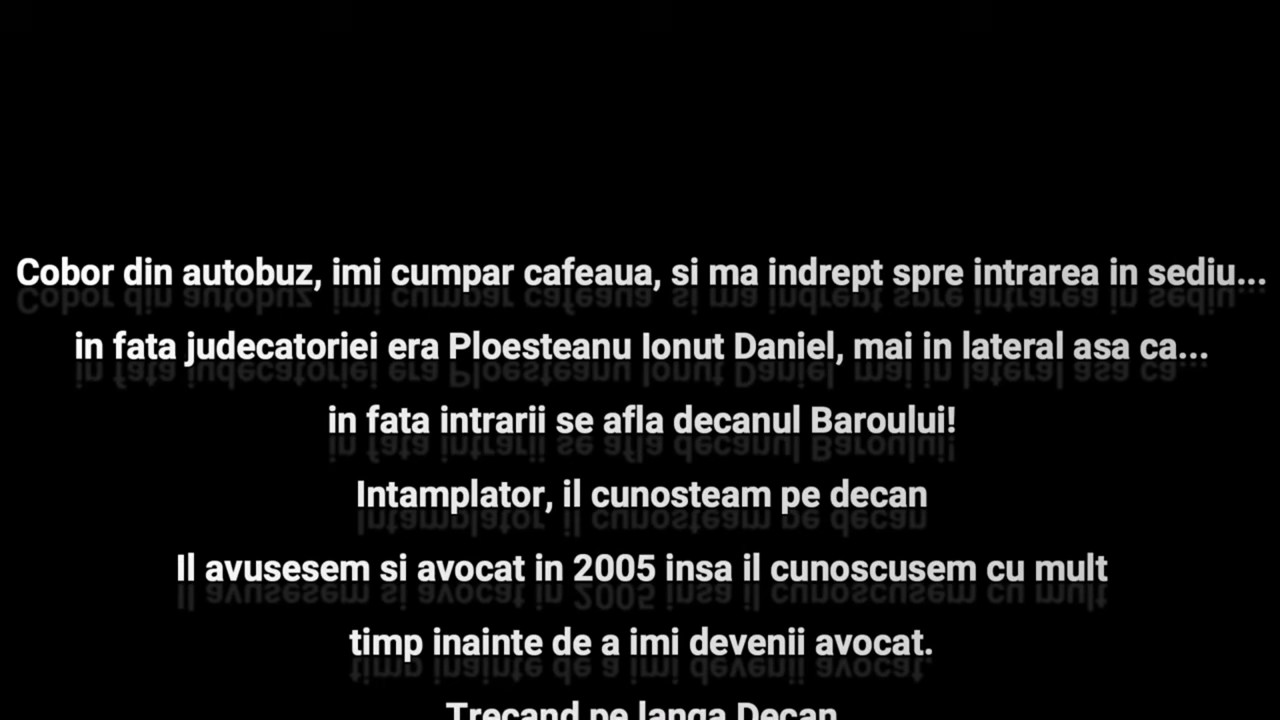 Cobor din autobuz, imi cumpar cafeaua, si ma indrept spre intrarea in sediu...
in fata judecatoriei era Ploesteanu Ionut Daniel, mai in lateral asa ca...
in fata intrarii se afla decanul Baroului!
Intamplator, il cunosteam pe decan
Il avusesem si avocat in 2005 insa il cunoscusem cu mult
timp inainte de a imi devenii avocat.
Trecand pe langa Decan